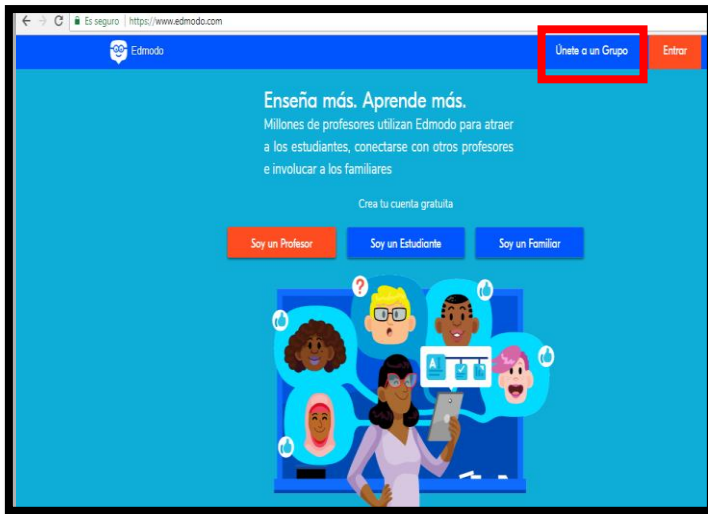 Es seguro | https://www.edmodo.com
Edmodo
Únete a un Grupo
Entrar
Enseña más. Aprende más.
Millones de profesores utilizan Edmodo para atraer
a los estudiantes, conectarse con otros profesores
e involucar a los familiares
Crea tu cuenta gratuita
Soy un Profesor
Soy un Estudiante
Soy un Familiar
?